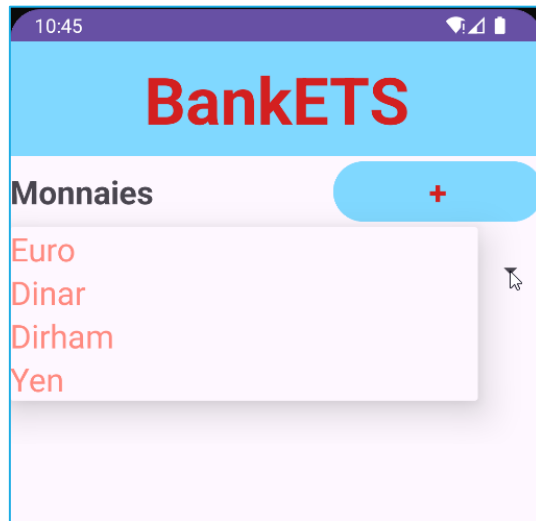 10:45
BankETS
Monnaies
+
Euro
Dinar
Dirham
Yen